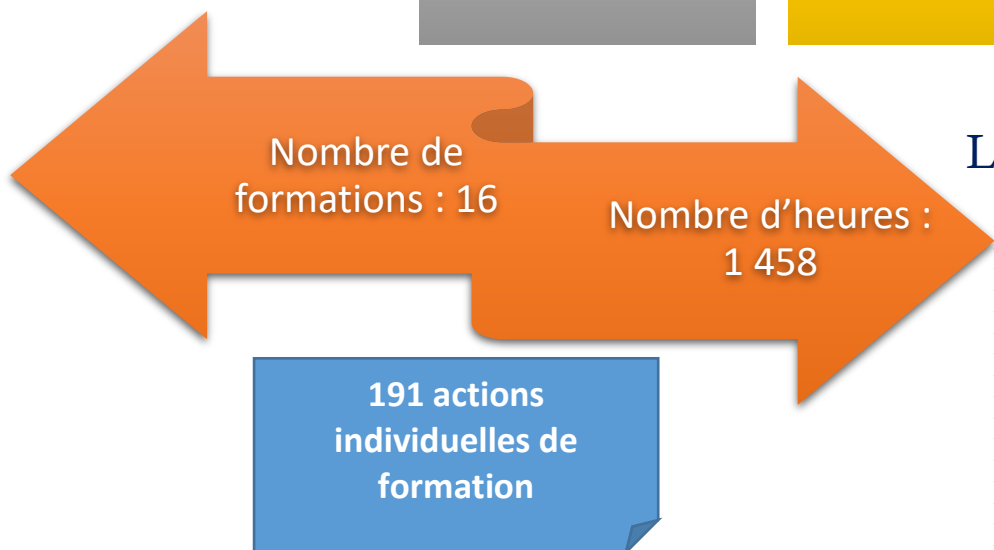 Nombre de
formations : 16
L
Nombre d’heures :
1 458
191 actions
individuelles de
formation